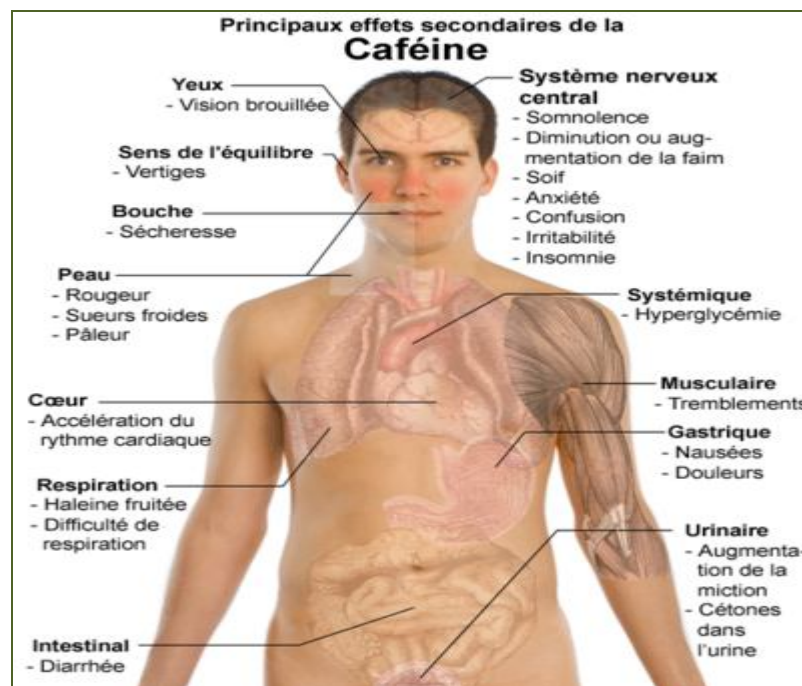 Principaux effets secondaires de la
Caféine
Yeux
- Vision brouillée
Sens de l'équilibre
- Vertiges
Bouche
- Sécheresse
Peau
- Rougeur
- Sueurs froides
- Pâleur
Cœur
- Accélération du
rythme cardiaque
Respiration
- Haleine fruitée
- Difficulté de
respiration
Intestinal
- Diarrhée
Système nerveux
central
- Somnolence
- Diminution ou aug-
mentation de la faim
- Soif
- Anxiété
- Confusion
- Irritabilité
- Insomnie
Systémique
- Hyperglycémie
Musculaire
- Tremblements
Gastrique
- Nausées
- Douleurs
Urinaire
- Augmenta-
tion de la
miction
- Cétones
dans
l'urine